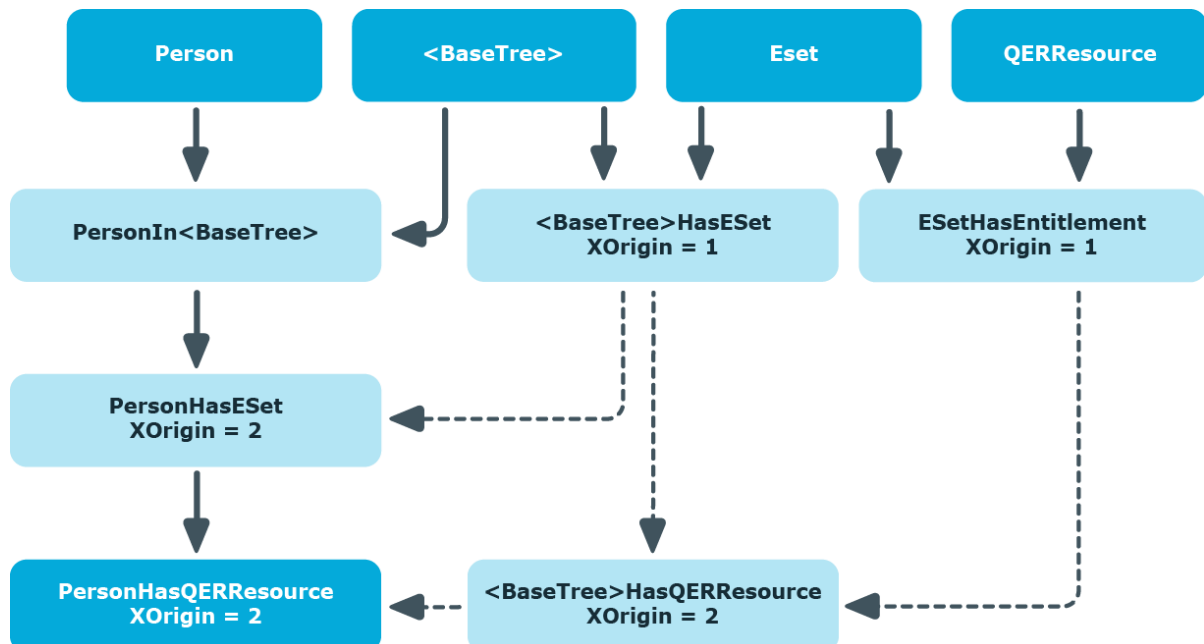 Person
<BaseTree>
Eset
QERResource
PersonIn<BaseTree>
<BaseTree>HasESet
XOrigin = 1
ESetHasEntitlement
XOrigin = 1
PersonHasESet
XOrigin = 2
PersonHasQERResource
XOrigin = 2
<BaseTree>HasQERResource
XOrigin = 2